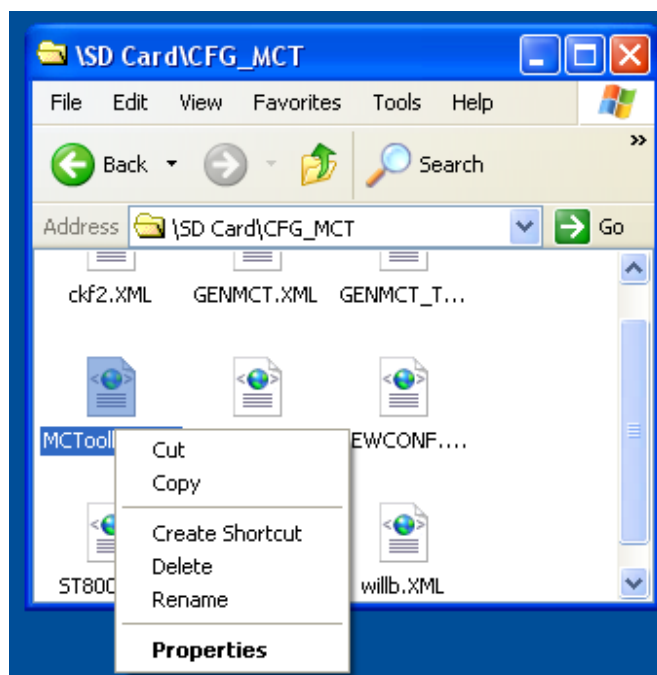 \SD Card\CFG_MCT
File Edit View Favorites Tools Help
Back Search »
Address \SD Card\CFG_MCT Go
ckf2.XML GENMCT.XML GENMCT_T...
MCTool EWCONF....
Cut
Copy
Create Shortcut
Delete
Rename
ST800 willb.XML
Properties